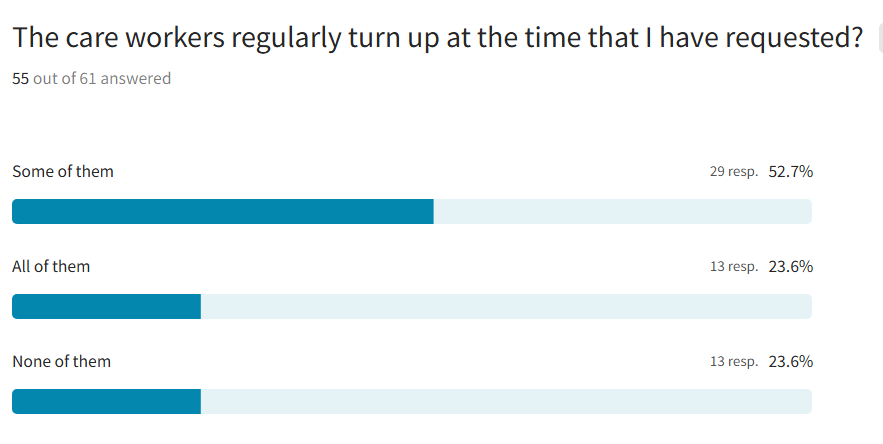 The care workers regularly turn up at the time that I have requested?
55 out of 61 answered
Some of them 29 resp. 52.7%
All of them 13 resp. 23.6%
None of them 13 resp. 23.6%